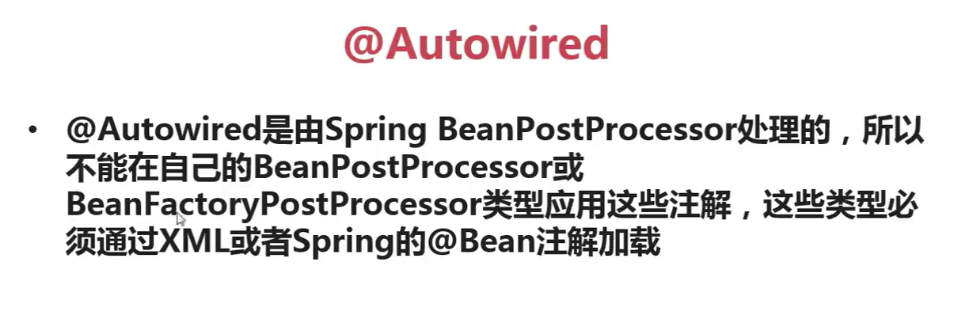 @Autowired
• @Autowired是由Spring BeanPostProcessor处理的，所以
不能在自己的BeanPostProcessor或
BeanFactoryPostProcessor类型应用这些注解，这些类型必
须通过XML或者Spring的@Bean注解加载